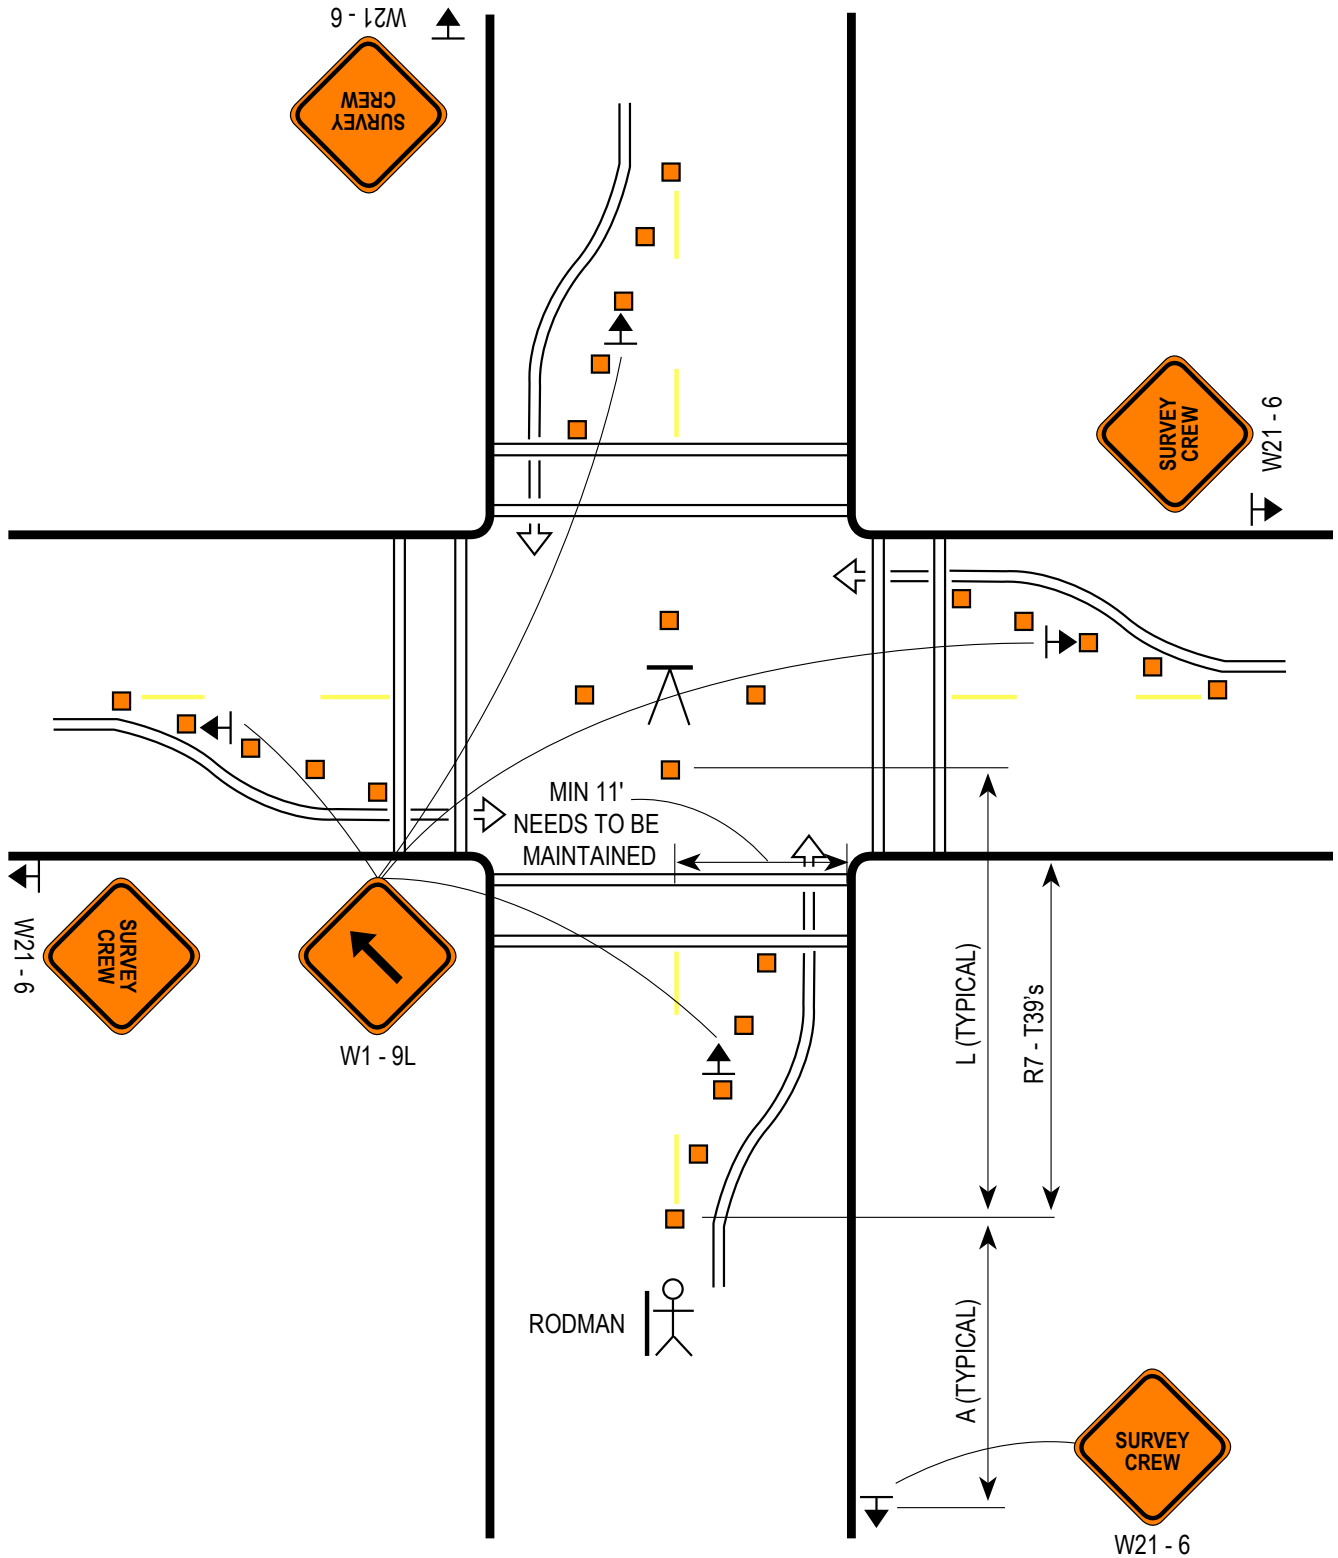 W21 - 6
SURVEY
CREW
SURVEY
CREW
W21 - 6
MIN 11'
NEEDS TO BE
MAINTAINED
SURVEY
CREW
W21 - 6
W1 - 9L
L (TYPICAL)
R7 - T39's
RODMAN
A (TYPICAL)
SURVEY
CREW
W21 - 6